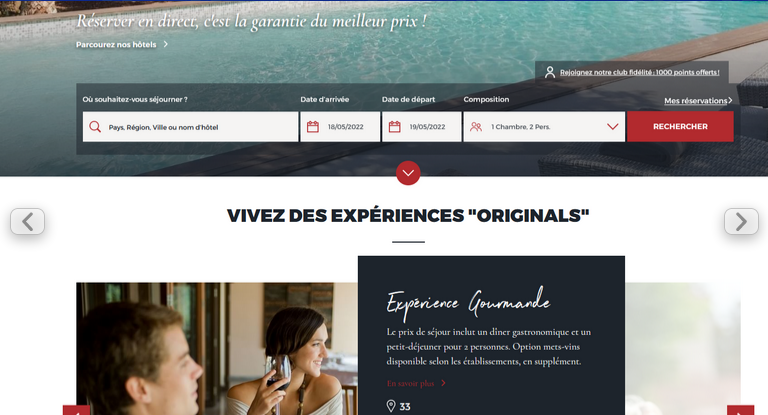 Réserver en direct, c'est la garantie du meilleur prix !
Parcourez nos hôtels
Rejoignez notre club fidélité : 1000 points offerts !
Où souhaitez-vous séjourner ?
Date d'arrivée
Date de départ
Composition
Mes réservations
Pays, Région, Ville ou nom d'hôtel
18/05/2022
19/05/2022
1 Chambre, 2 Pers.
RECHERCHER
VIVEZ DES EXPÉRIENCES "ORIGINALS"
Expérience Gourmande
Le prix de séjour inclut un dîner gastronomique et un
petit-déjeuner pour 2 personnes. Option mets-vins
disponible selon les établissements, en supplément.
En savoir plus
33